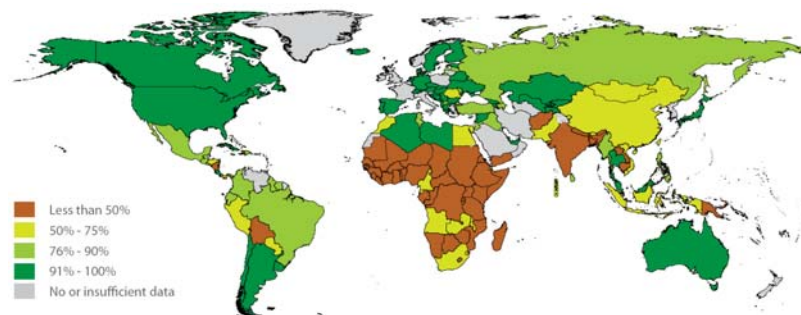 Less than 50%
50% - 75%
76% - 90%
91% - 100%
No or insufficient data